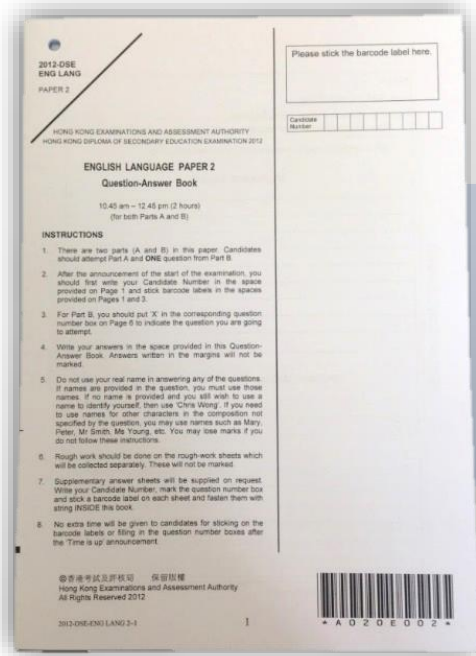 2012-DSE
ENG LANG
PAPER 2
HONG KONG EXAMINATIONS AND ASSESSMENT AUTHORITY
HONG KONG DIPLOMA OF SECONDARY EDUCATION EXAMINATION 2012
ENGLISH LANGUAGE PAPER 2
Question-Answer Book
10.45 am – 12.45 pm (2 hours)
(for both Parts A and B)
INSTRUCTIONS
1. There are two parts (A and B) in this paper. Candidates
should attempt Part A and ONE question from Part B.
2. After the announcement of the start of the examination, you
should first write your Candidate Number in the space
provided on Page 1 and stick barcode labels in the spaces
provided on Pages 1 and 3.
3. For Part B, you should put 'X' in the corresponding question
number box on Page 6 to indicate the question you are going
to attempt.
4. Write your answers in the space provided in this Question-
Answer Book. Answers written in the margins will not be
marked.
5. Do not use your real name in answering any of the questions.
If names are provided in the question, you must use those
names. If no name is provided and you still wish to use a
name to identify yourself, then use 'Chris Wong'. If you need
to use names for other characters in the composition not
specified by the question, you may use names such as Mary,
Peter, Mr Smith, Ms Young, etc. You may lose marks if you
do not follow these instructions.
6. Rough work should be done on the rough-work sheets which
will be collected separately. These will not be marked.
7. Supplementary answer sheets will be supplied on request.
Write your Candidate Number, mark the question number box
and stick a barcode label on each sheet and fasten them with
string INSIDE this book.
8. No extra time will be given to candidates for sticking on the
barcode labels or filling in the question number boxes after
the 'Time is up' announcement.
©香港考試及評核局 保留版權
Hong Kong Examinations and Assessment Authority
All Rights Reserved 2012
2012-DSE-ENG LANG 2–1
1
Please stick the barcode label here.
Candidate
Number
*A020E002*